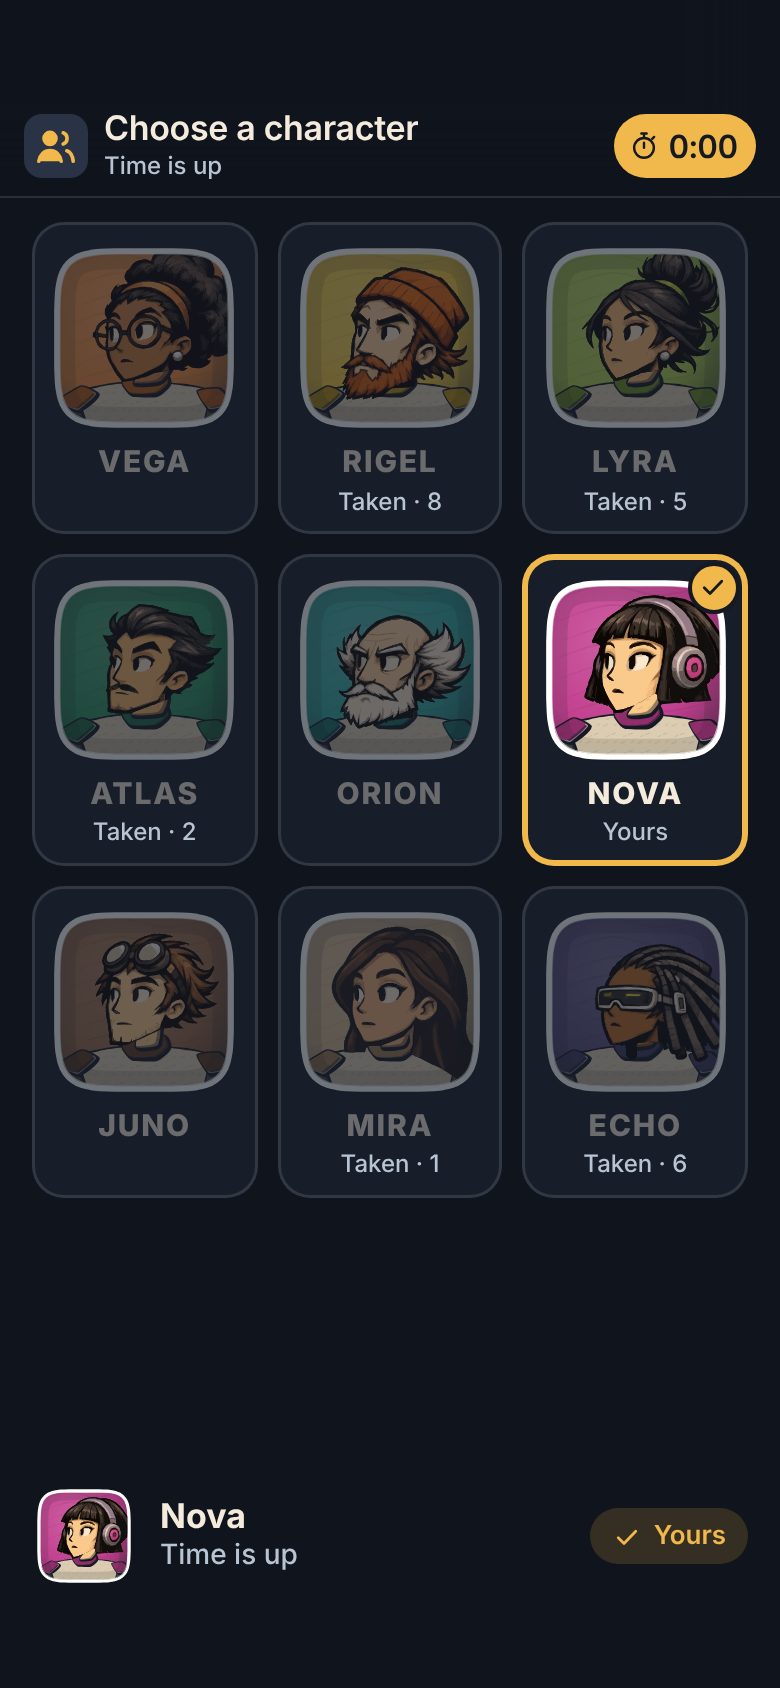 Choose a character
Time is up
0:00
VEGA
RIGEL
Taken · 8
LYRA
Taken · 5
ATLAS
Taken · 2
ORION
NOVA
Yours
JUNO
MIRA
Taken · 1
ECHO
Taken · 6
Nova
Time is up
Yours